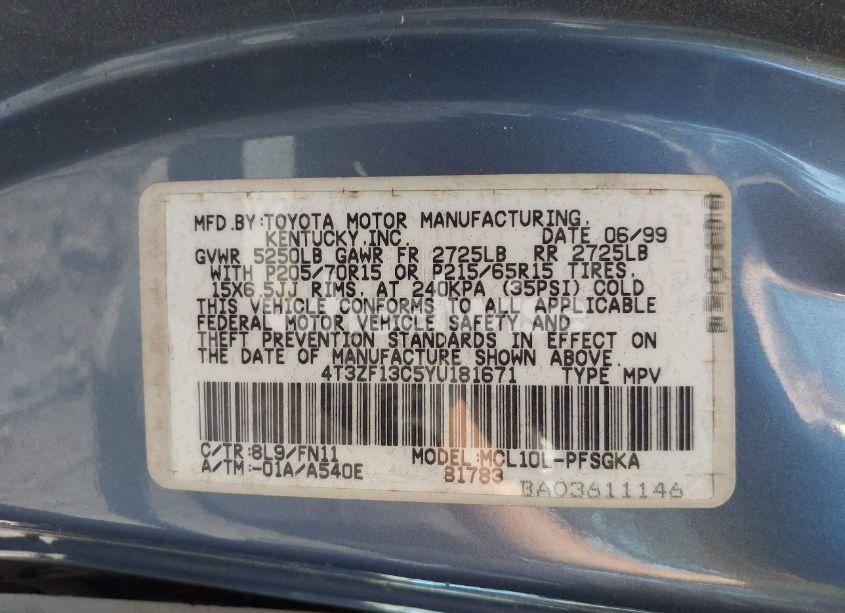 MFD.BY:TOYOTA MOTOR MANUFACTURING,
KENTUCKY,INC. DATE 06/99
GVWR 5250LB GAWR FR 2725LB RR 2725LB
WITH P205/70R15 OR P215/65R15 TIRES,
15X6.5JJ RIMS, AT 240KPA (35PSI) COLD
THIS VEHICLE CONFORMS TO ALL APPLICABLE
FEDERAL MOTOR VEHICLE SAFETY AND
THEFT PREVENTION STANDARDS IN EFFECT ON
THE DATE OF MANUFACTURE SHOWN ABOVE.
4T3ZF13C5YU181671 TYPE MPV
C/TR:8L9/FN11 MODEL:MCL10L-PFSGKA
A/TM:-01A/A540E 81783
BA03611146